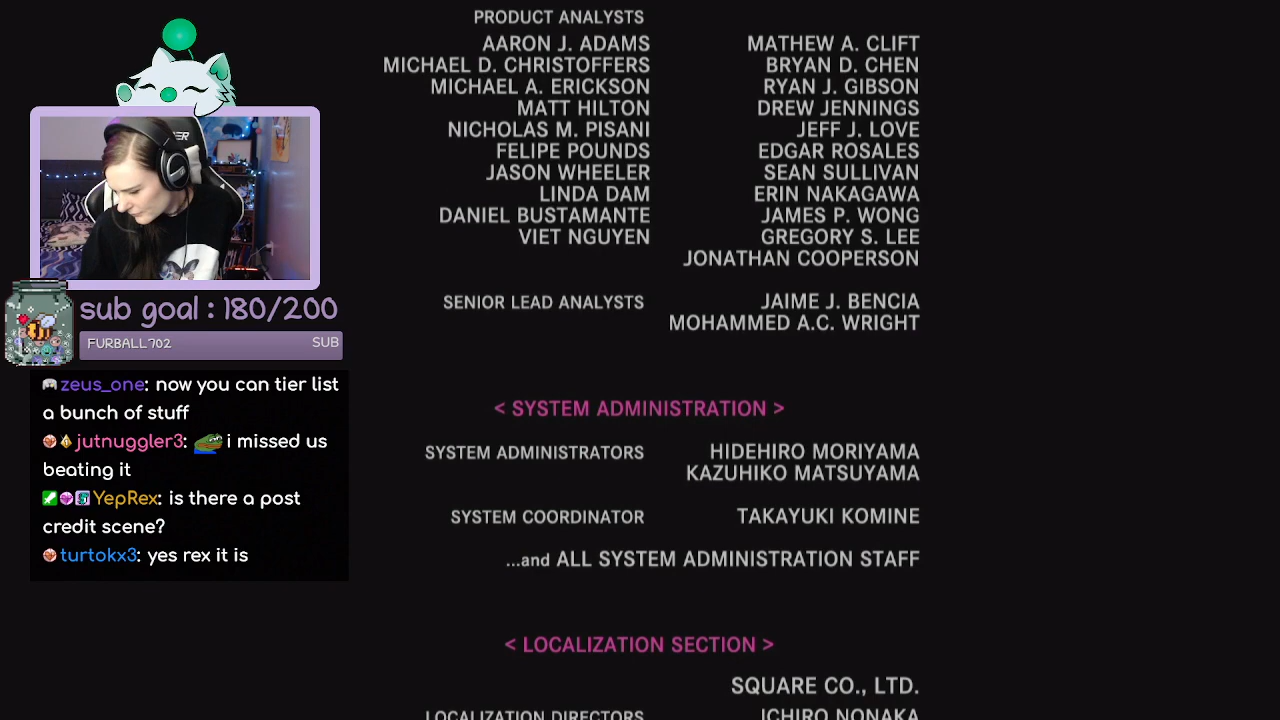 PRODUCT ANALYSTS
AARON J. ADAMS MATHEW A. CLIFT
MICHAEL D. CHRISTOFFERS BRYAN D. CHEN
MICHAEL A. ERICKSON RYAN J. GIBSON
MATT HILTON DREW JENNINGS
NICHOLAS M. PISANI JEFF J. LOVE
FELIPE POUNDS EDGAR ROSALES
JASON WHEELER SEAN SULLIVAN
LINDA DAM ERIN NAKAGAWA
DANIEL BUSTAMANTE JAMES P. WONG
VIET NGUYEN GREGORY S. LEE
JONATHAN COOPERSON
SENIOR LEAD ANALYSTS JAIME J. BENCIA
MOHAMMED A.C. WRIGHT
< SYSTEM ADMINISTRATION >
SYSTEM ADMINISTRATORS HIDEHIRO MORIYAMA
KAZUHIKO MATSUYAMA
SYSTEM COORDINATOR TAKAYUKI KOMINE
...and ALL SYSTEM ADMINISTRATION STAFF
< LOCALIZATION SECTION >
SQUARE CO., LTD.
LOCALIZATION DIRECTORS ICHIRO NONAKA
sub goal : 180/200
FURBALL702 SUB
zeus_one: now you can tier list
a bunch of stuff
jutnuggler3: i missed us
beating it
YepRex: is there a post
credit scene?
turtokx3: yes rex it is